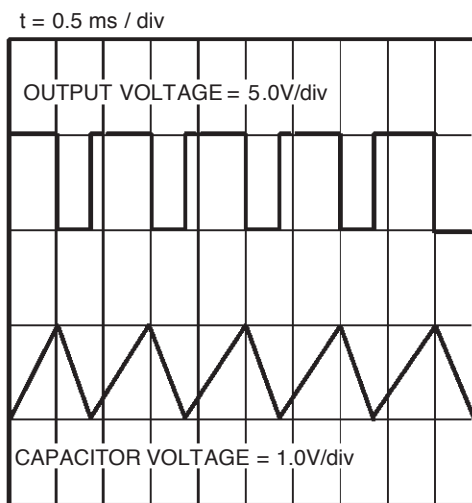 t = 0.5 ms / div
OUTPUT VOLTAGE = 5.0V/div
CAPACITOR VOLTAGE = 1.0V/div